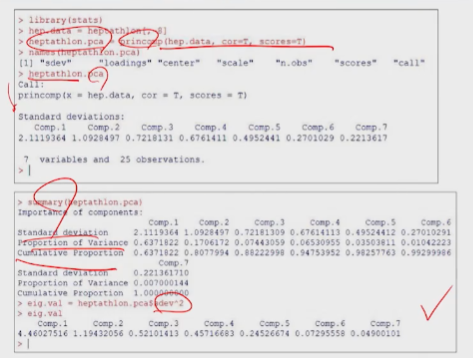 > library(stats)
> hep.data = heptathlon[,-8]
> heptathlon.pca = princomp(hep.data, cor=T, scores=T)
> names(heptathlon.pca)
[1] "sdev" "loadings" "center" "scale" "n.obs" "scores" "call"
> heptathlon.pca
Call:
princomp(x = hep.data, cor = T, scores = T)
Standard deviations:
Comp.1 Comp.2 Comp.3 Comp.4 Comp.5 Comp.6 Comp.7
2.1119364 1.0928497 0.7218131 0.6761411 0.4952441 0.2701029 0.2213617
7 variables and 25 observations.
> |
> summary(heptathlon.pca)
Importance of components:
Comp.1 Comp.2 Comp.3 Comp.4 Comp.5 Comp.6
Standard deviation 2.1119364 1.0928497 0.72181309 0.67614113 0.49524412 0.27010291
Proportion of Variance 0.6371822 0.1706172 0.07443059 0.06530955 0.03503811 0.01042223
Cumulative Proportion 0.6371822 0.8077994 0.88222998 0.94753952 0.98257763 0.99299986
Comp.7
Standard deviation 0.221361710
Proportion of Variance 0.007000144
Cumulative Proportion 1.000000000
> eig.val = heptathlon.pca$sdev^2
> eig.val
Comp.1 Comp.2 Comp.3 Comp.4 Comp.5 Comp.6 Comp.7
4.46027516 1.19432056 0.52101413 0.45716683 0.24526674 0.07295558 0.04900101
> |